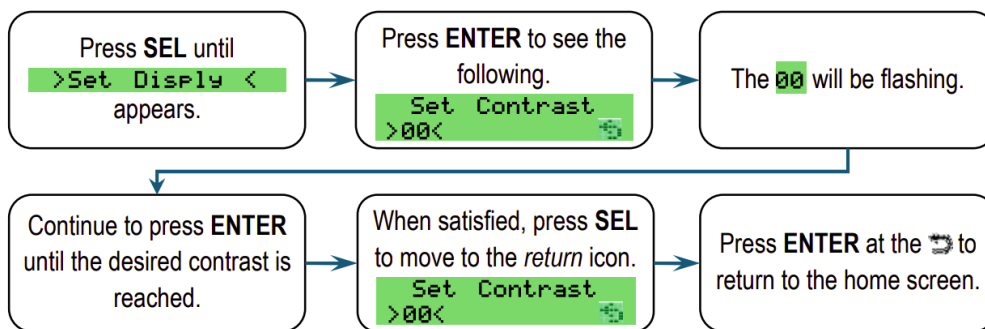 Press SEL until
>Set Disply <
appears.
Press ENTER to see the
following.
Set Contrast
>00<
The 00 will be flashing.
Continue to press ENTER
until the desired contrast is
reached.
When satisfied, press SEL
to move to the return icon.
Set Contrast
>00<
Press ENTER at the to
return to the home screen.